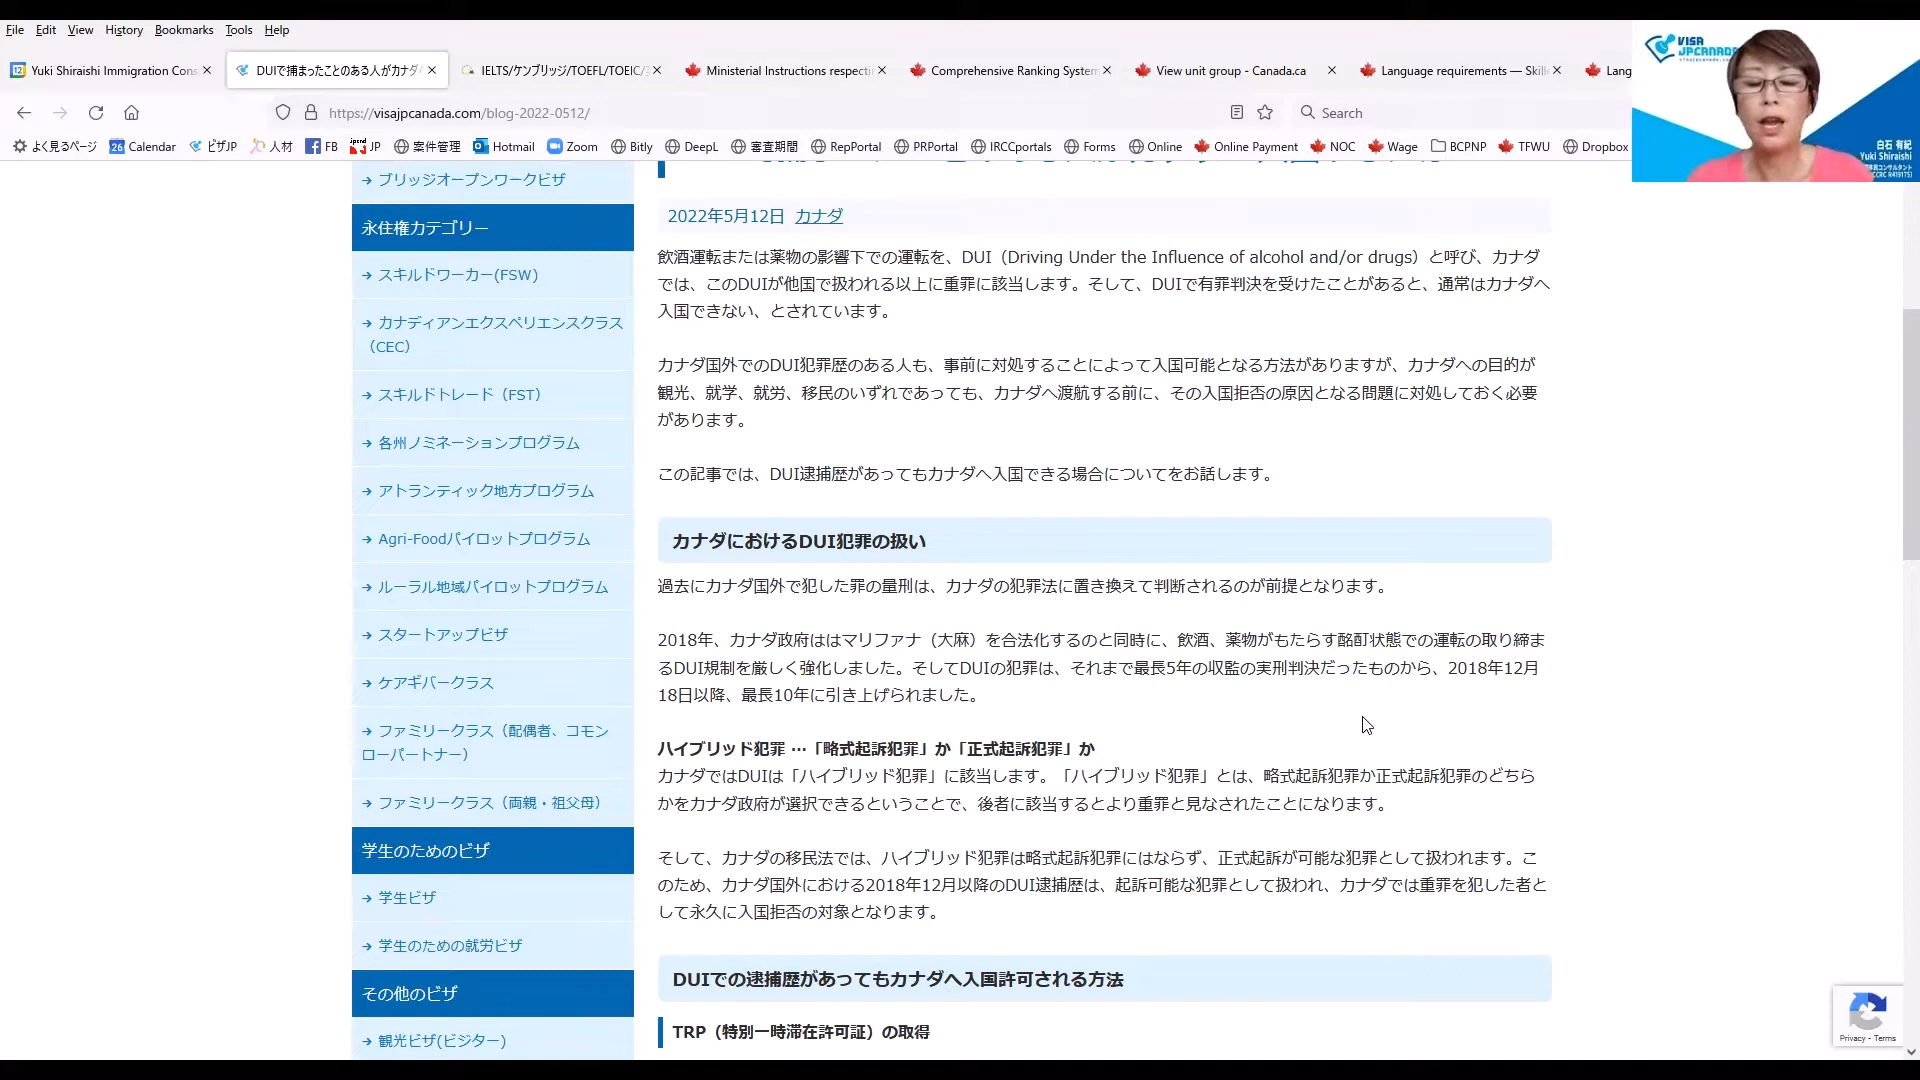 File Edit View History Bookmarks Tools Help
Yuki Shiraishi Immigration Cons
DUIで捕まったことのある人がカナダ
IELTS/ケンブリッジ/TOEFL/TOEIC/
Ministerial Instructions respecti
Comprehensive Ranking System
View unit group - Canada.ca
Language requirements — Skille
Lang
https://visajpcanada.com/blog-2022-0512/
Search
よく見るページ Calendar ビザJP 人材 FB JP 案件管理 Hotmail Zoom Bitly DeepL 審査期間 RepPortal PRPortal IRCCportals Forms Online Online Payment NOC Wage BCPNP TFWU Dropbox
VISA
JPCANADA
白石 有紀
Yuki Shiraishi
→ ブリッジオープンワークビザ
永住権カテゴリー
→ スキルドワーカー(FSW)
→ カナディアンエクスペリエンスクラス
（CEC）
→ スキルドトレード（FST）
→ 各州ノミネーションプログラム
→ アトランティック地方プログラム
→ Agri-Foodパイロットプログラム
→ ルーラル地域パイロットプログラム
→ スタートアップビザ
→ ケアギバークラス
→ ファミリークラス（配偶者、コモン
ローパートナー）
→ ファミリークラス（両親・祖父母）
学生のためのビザ
→ 学生ビザ
→ 学生のための就労ビザ
その他のビザ
→ 観光ビザ(ビジター)
2022年5月12日 カナダ
飲酒運転または薬物の影響下での運転を、DUI（Driving Under the Influence of alcohol and/or drugs）と呼び、カナダ
では、このDUIが他国で扱われる以上に重罪に該当します。そして、DUIで有罪判決を受けたことがあると、通常はカナダへ
入国できない、とされています。
カナダ国外でのDUI犯罪歴のある人も、事前に対処することによって入国可能となる方法がありますが、カナダへの目的が
観光、就学、就労、移民のいずれであっても、カナダへ渡航する前に、その入国拒否の原因となる問題に対処しておく必要
があります。
この記事では、DUI逮捕歴があってもカナダへ入国できる場合についてをお話します。
カナダにおけるDUI犯罪の扱い
過去にカナダ国外で犯した罪の量刑は、カナダの犯罪法に置き換えて判断されるのが前提となります。
2018年、カナダ政府ははマリファナ（大麻）を合法化するのと同時に、飲酒、薬物がもたらす酩酊状態での運転の取り締ま
るDUI規制を厳しく強化しました。そしてDUIの犯罪は、それまで最長5年の収監の実刑判決だったものから、2018年12月
18日以降、最長10年に引き上げられました。
ハイブリッド犯罪 …「略式起訴犯罪」か「正式起訴犯罪」か
カナダではDUIは「ハイブリッド犯罪」に該当します。「ハイブリッド犯罪」とは、略式起訴犯罪か正式起訴犯罪のどちら
かをカナダ政府が選択できるということで、後者に該当するとより重罪と見なされたことになります。
そして、カナダの移民法では、ハイブリッド犯罪は略式起訴犯罪にはならず、正式起訴が可能な犯罪として扱われます。こ
のため、カナダ国外における2018年12月以降のDUI逮捕歴は、起訴可能な犯罪として扱われ、カナダでは重罪を犯した者と
して永久に入国拒否の対象となります。
DUIでの逮捕歴があってもカナダへ入国許可される方法
TRP（特別一時滞在許可証）の取得
Privacy - Terms